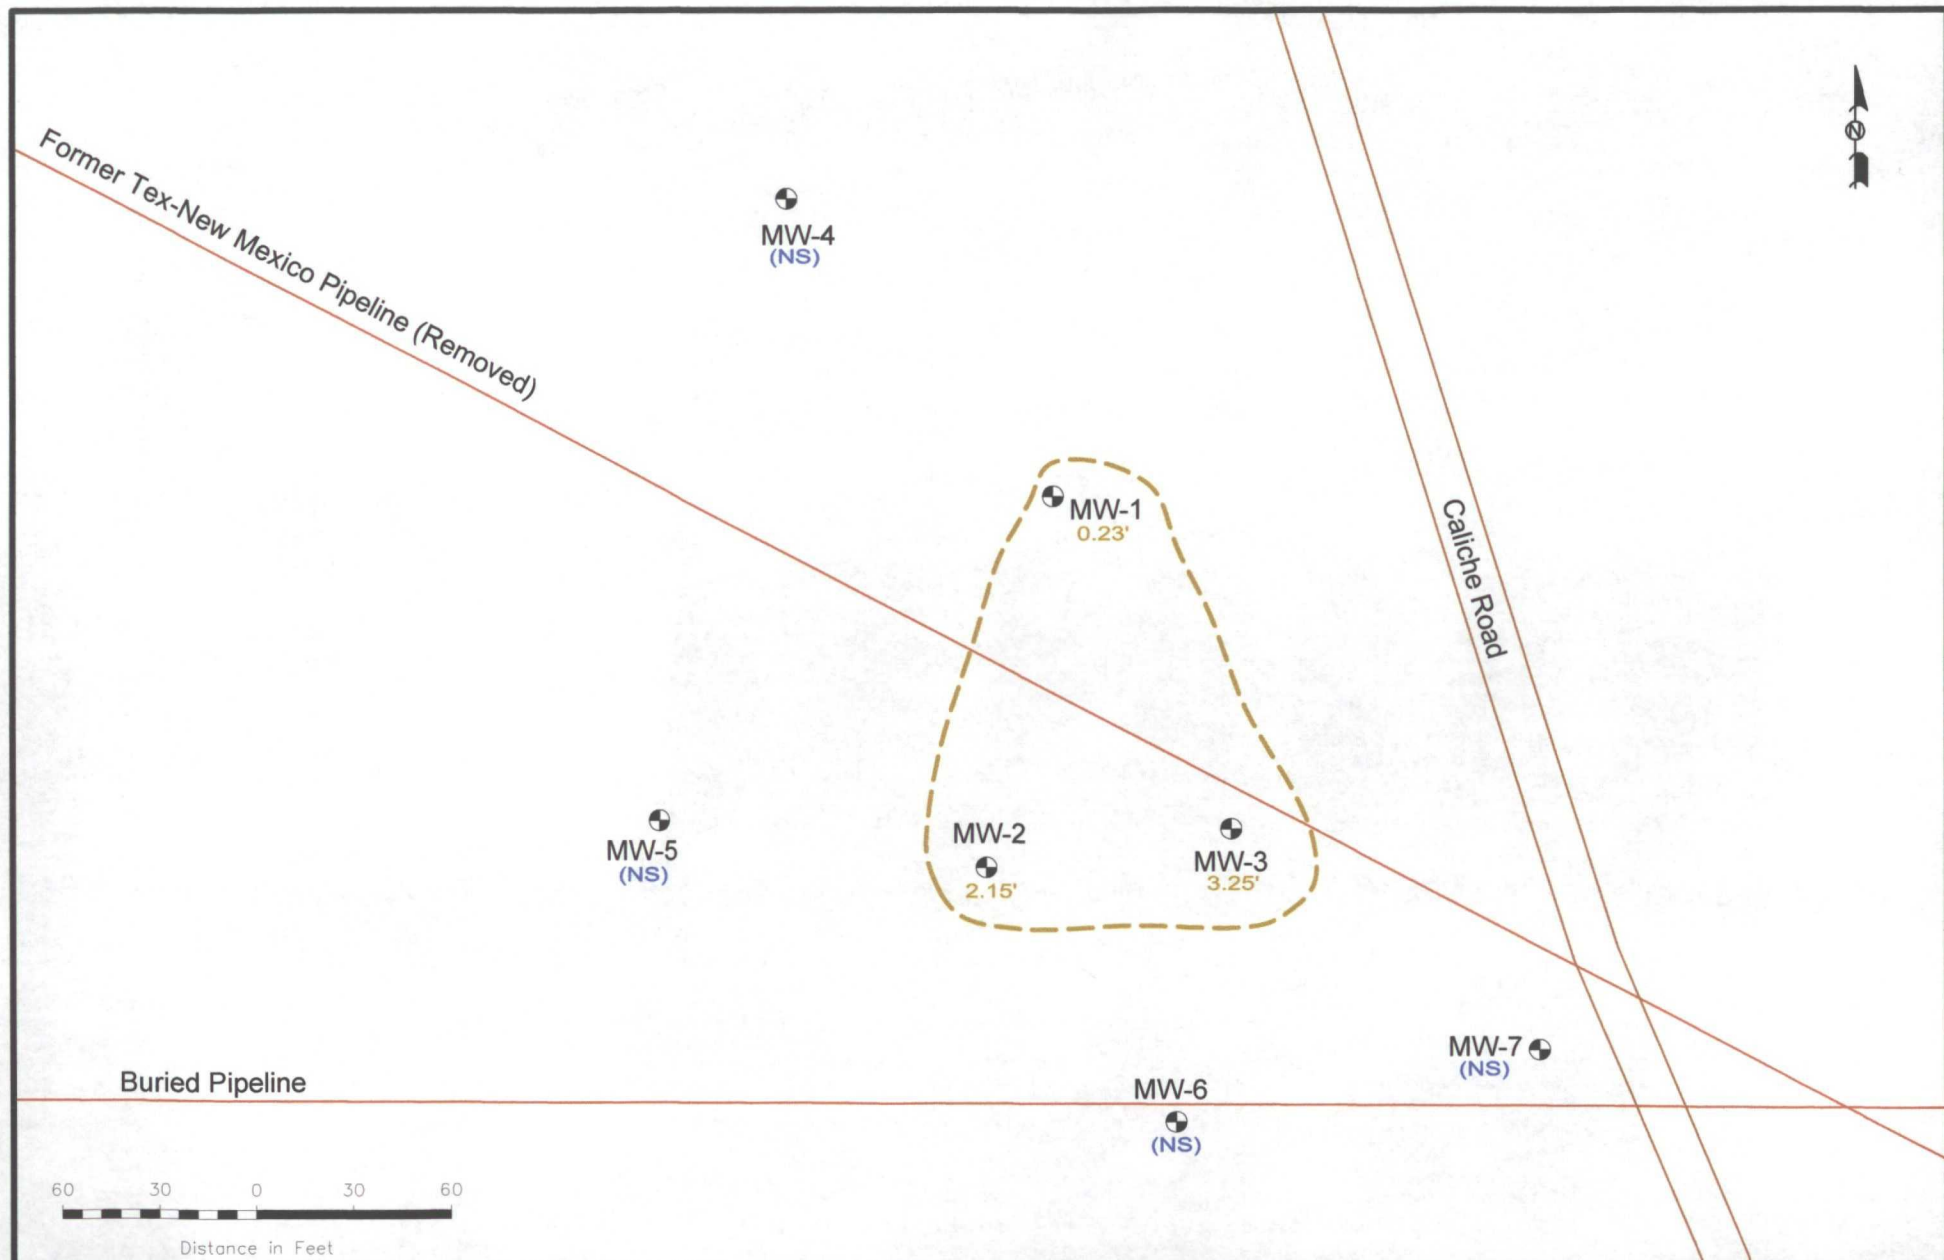 N
Former Tex-New Mexico Pipeline (Removed)
MW-4
(NS)
MW-1
0.23'
Caliche Road
MW-2
2.15'
MW-3
3.25'
MW-5
(NS)
MW-7
(NS)
Buried Pipeline
MW-6
(NS)
60 30 0 30 60
Distance in Feet